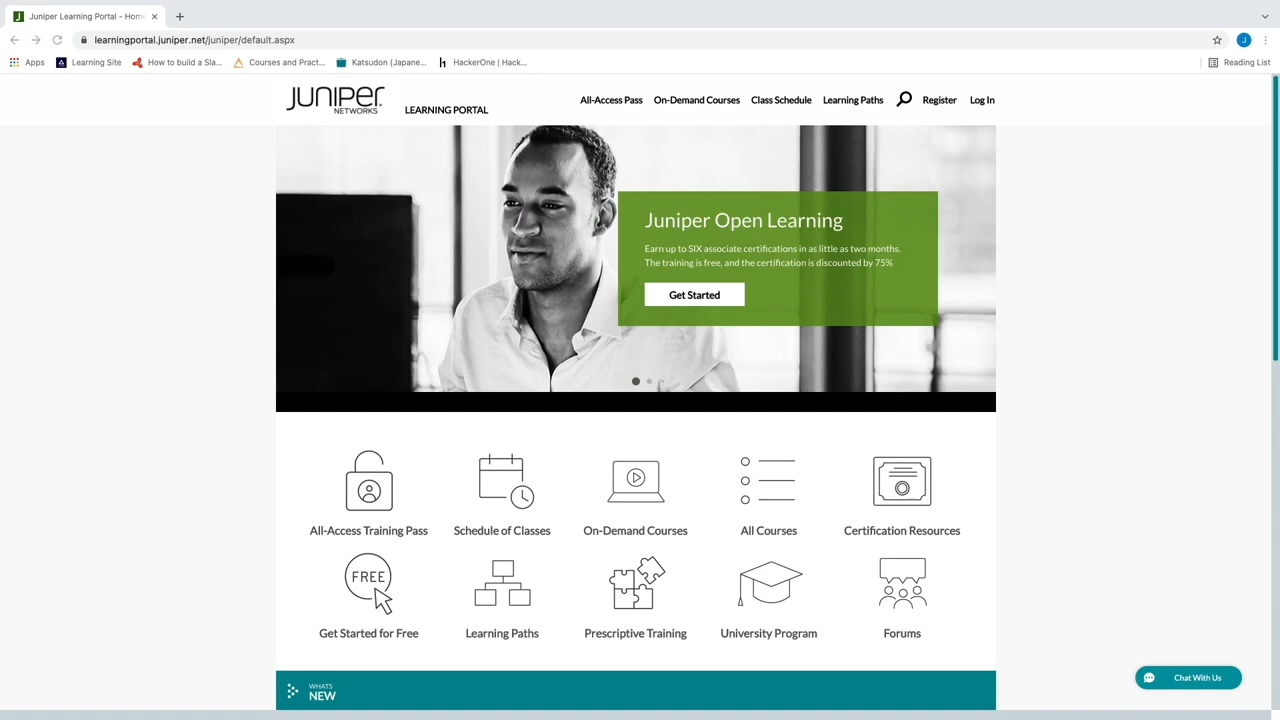 Juniper Learning Portal - Hom
learningportal.juniper.net/juniper/default.aspx
Apps
Learning Site
How to build a Sla...
Courses and Pract...
Katsudon (Japane...
HackerOne | Hack...
Reading List
JUNIPER
NETWORKS
LEARNING PORTAL
All-Access Pass
On-Demand Courses
Class Schedule
Learning Paths
Register
Log In
Juniper Open Learning
Earn up to SIX associate certifications in as little as two months.
The training is free, and the certification is discounted by 75%
Get Started
All-Access Training Pass
Schedule of Classes
On-Demand Courses
All Courses
Certification Resources
FREE
Get Started for Free
Learning Paths
Prescriptive Training
University Program
Forums
WHATS
NEW
Chat With Us
J